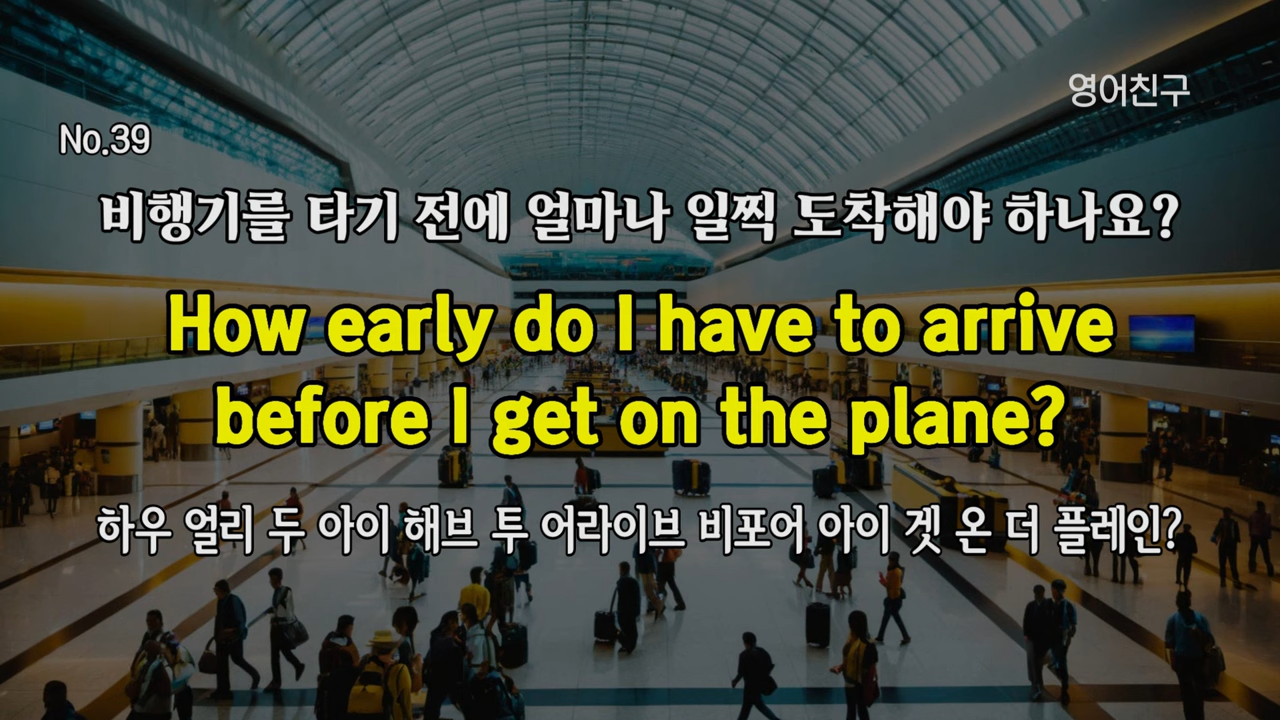 영어친구
No.39
비행기를 타기 전에 얼마나 일찍 도착해야 하나요?
How early do I have to arrive
before I get on the plane?
하우 얼리 두 아이 해브 투 어라이브 비포어 아이 겟 온 더 플레인?